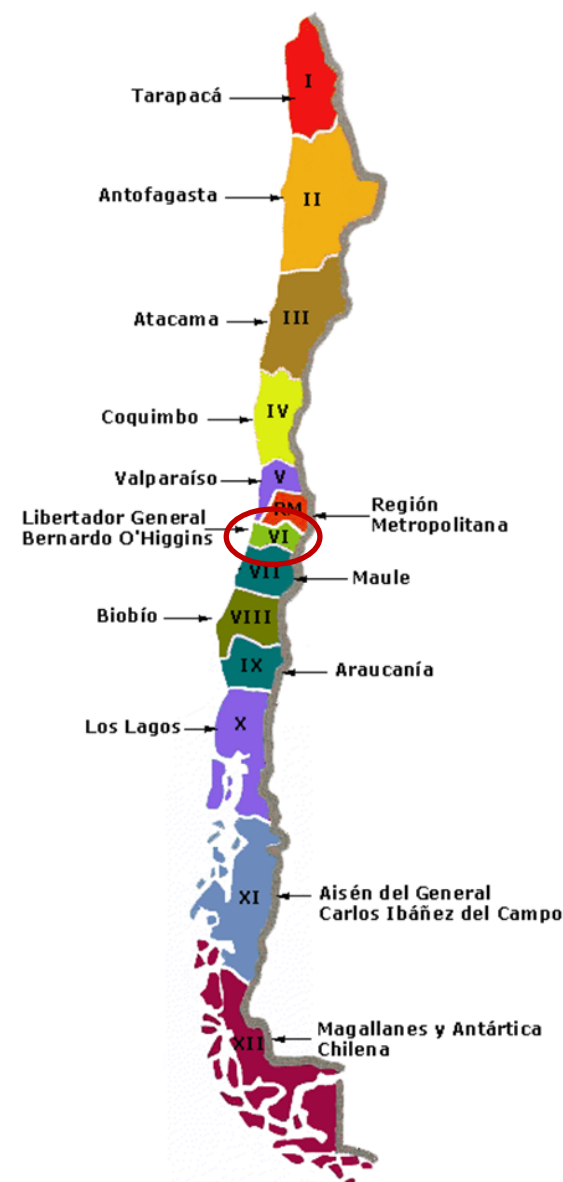 I
Tarapacá
Antofagasta
II
Atacama
III
Coquimbo
IV
Valparaíso
V
RM
Región
Metropolitana
Libertador General
Bernardo O'Higgins
VI
VII
Maule
Biobío
VIII
IX
Araucanía
Los Lagos
X
XI
Aisén del General
Carlos Ibáñez del Campo
XII
Magallanes y Antártica
Chilena